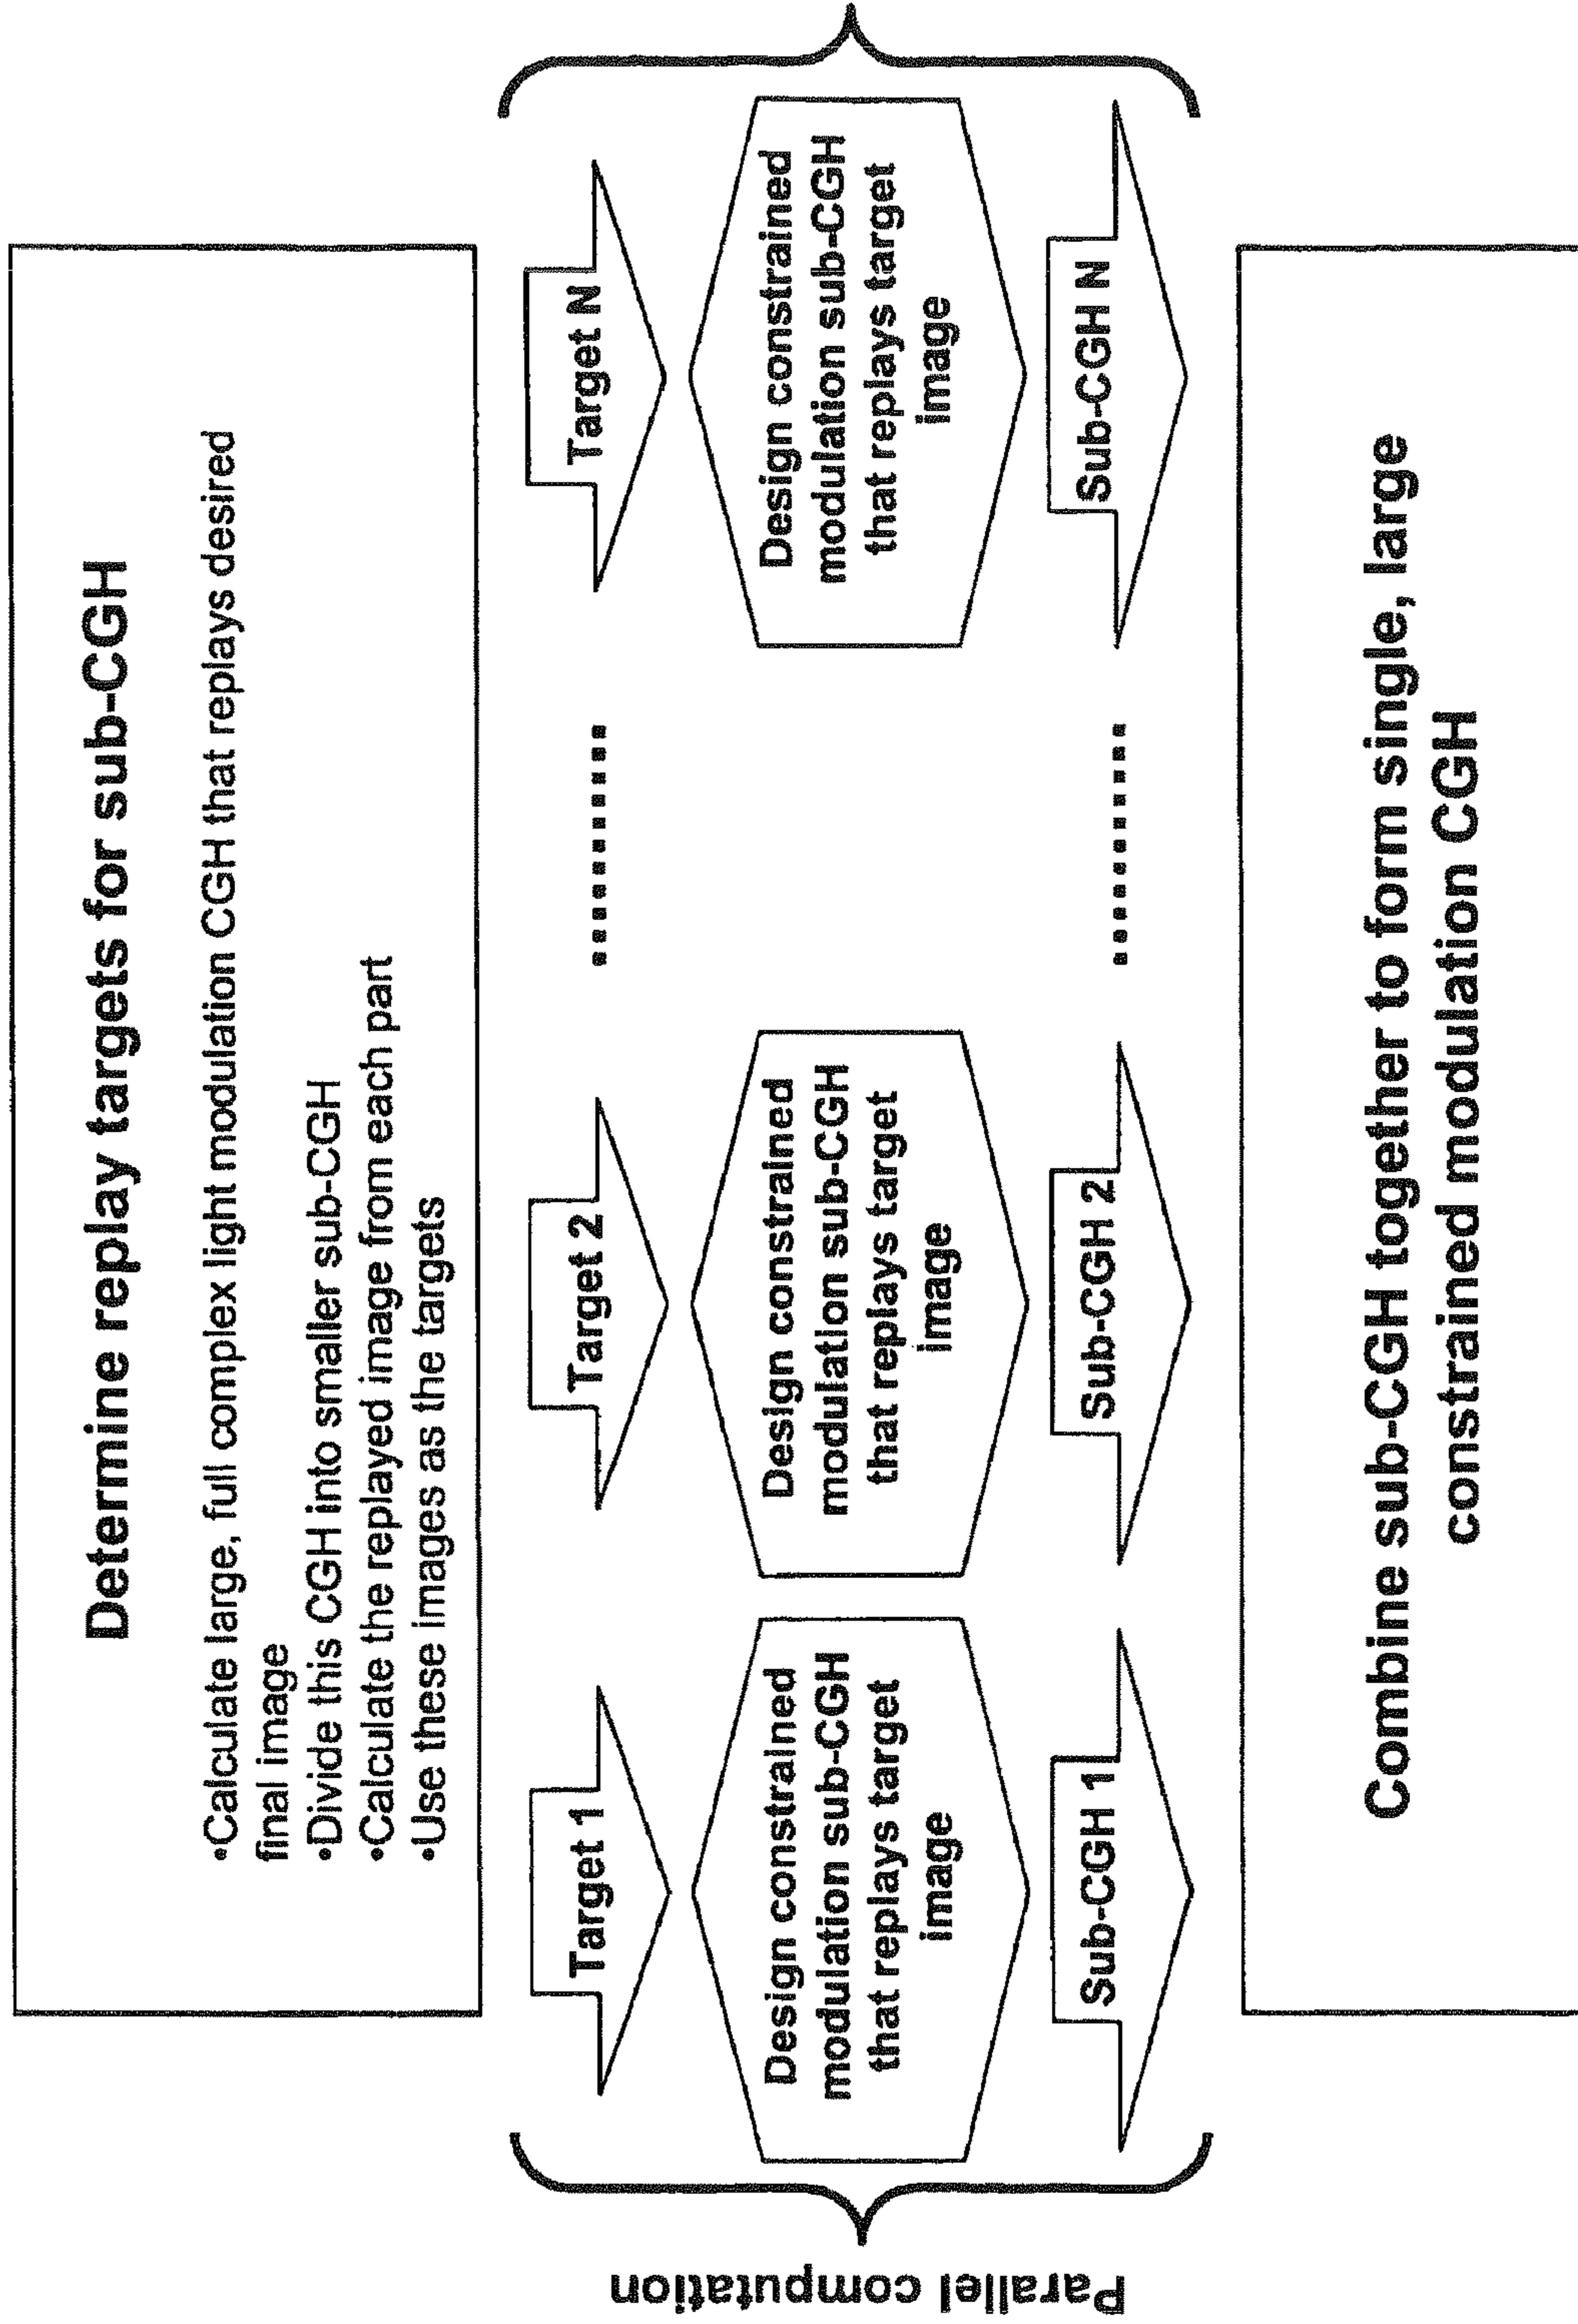 Determine replay targets for sub-CGH
•Calculate large, full complex light modulation CGH that replays desired
final image
•Divide this CGH into smaller sub-CGH
•Calculate the replayed image from each part
•Use these images as the targets
Parallel computation
Target 1
Target 2
..........
Target N
Design constrained
modulation sub-CGH
that replays target
image
Design constrained
modulation sub-CGH
that replays target
image
Design constrained
modulation sub-CGH
that replays target
image
Sub-CGH 1
Sub-CGH 2
..........
Sub-CGH N
Combine sub-CGH together to form single, large
constrained modulation CGH